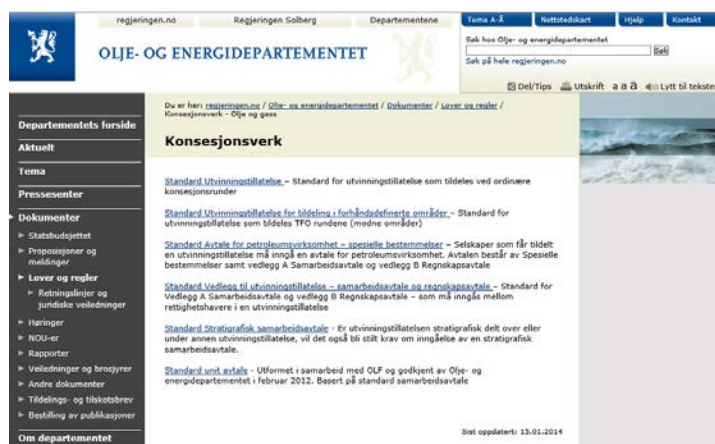 regjeringen.no Regjeringen Solberg Departementene
Tema A-Å Nettstedskart Hjelp Kontakt
OLJE- OG ENERGIDEPARTEMENTET
Søk hos Olje- og energidepartementet
Søk
Søk på hele regjeringen.no
Del/Tips Utskrift a a a Lytt til tekste
Du er her: regjeringen.no / Olje- og energidepartementet / Dokumenter / Lover og regler /
Konsesjonsverk - Olje og gass
Konsesjonsverk
Departementets forside
Aktuelt
Tema
Pressesenter
Dokumenter
Statsbudsjettet
Proposisjoner og
meldinger
Lover og regler
Retningslinjer og
juridiske veiledninger
Høringer
NOU-er
Rapporter
Veiledninger og brosjyrer
Andre dokumenter
Tildelings- og tilskotsbrev
Bestilling av publikasjoner
Om departementet
Standard Utvinningstillatelse – Standard for utvinningstillatelse som tildeles ved ordinære
konsesjonsrunder
Standard Utvinningstillatelse for tildeling i forhåndsdefinerte områder – Standard for
utvinningstillatelse som tildeles TFO rundene (modne områder)
Standard Avtale for petroleumsvirksomhet – spesielle bestemmelser – Selskaper som får tildelt
en utvinningstillatelse må inngå en avtale for petroleumsvirksomhet. Avtalen består av Spesielle
bestemmelser samt vedlegg A Samarbeidsavtale og vedlegg B Regnskapsavtale
Standard Vedlegg til utvinningstillatelse – samarbeidsavtale og regnskapsavtale – Standard for
Vedlegg A Samarbeidsavtale og vedlegg B Regnskapsavtale – som må inngås mellom
rettighetshavere i en utvinningstillatelse
Standard Stratigrafisk samarbeidsavtale - Er utvinningstillatelsen stratigrafisk delt over eller
under annen utvinningstillatelse, vil det også bli stilt krav om inngåelse av en stratigrafisk
samarbeidsavtale.
Standard unit avtale - Utformet i samarbeid med OLF og godkjent av Olje- og
energidepartementet i februar 2012. Basert på standard samarbeidsavtale
Sist oppdatert: 15.01.2014